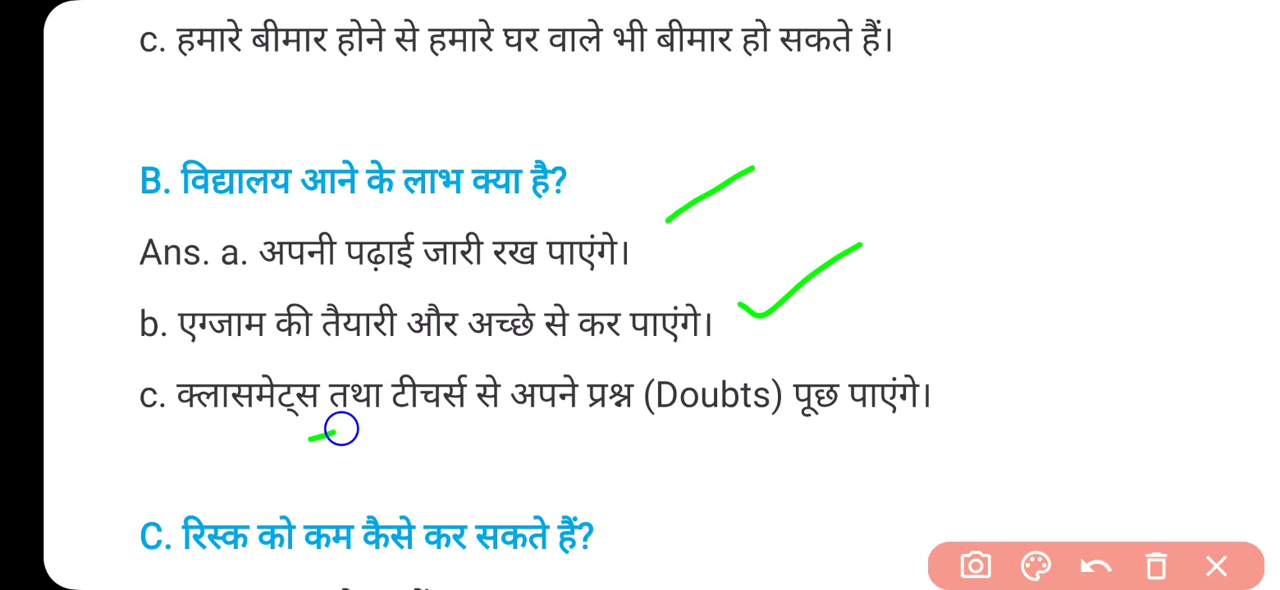 c. हमारे बीमार होने से हमारे घर वाले भी बीमार हो सकते हैं।
B. विद्यालय आने के लाभ क्या है?
Ans. a. अपनी पढ़ाई जारी रख पाएंगे।
b. एग्जाम की तैयारी और अच्छे से कर पाएंगे।
c. क्लासमेट्स तथा टीचर्स से अपने प्रश्न (Doubts) पूछ पाएंगे।
C. रिस्क को कम कैसे कर सकते हैं?